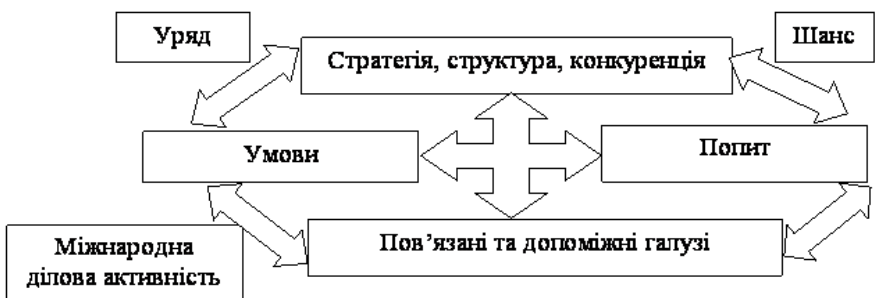 Уряд
Шанс
Стратегія, структура, конкуренція
Умови
Попит
Пов’язані та допоміжні галузі
Міжнародна
ділова активність